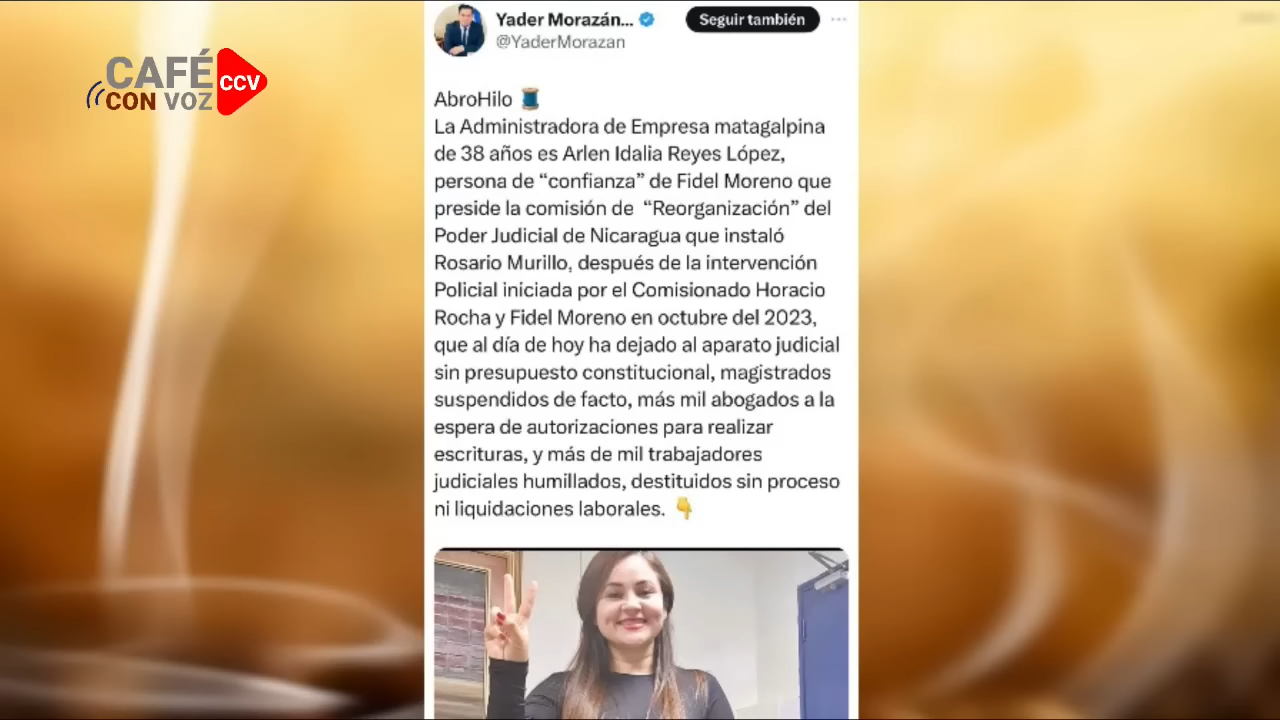 CAFÉ
CON VOZ
CCV
Yader Morazán...
Seguir también
@YaderMorazan
AbroHilo
La Administradora de Empresa matagalpina
de 38 años es Arlen Idalia Reyes López,
persona de “confianza” de Fidel Moreno que
preside la comisión de “Reorganización” del
Poder Judicial de Nicaragua que instaló
Rosario Murillo, después de la intervención
Policial iniciada por el Comisionado Horacio
Rocha y Fidel Moreno en octubre del 2023,
que al día de hoy ha dejado al aparato judicial
sin presupuesto constitucional, magistrados
suspendidos de facto, más mil abogados a la
espera de autorizaciones para realizar
escrituras, y más de mil trabajadores
judiciales humillados, destituidos sin proceso
ni liquidaciones laborales.